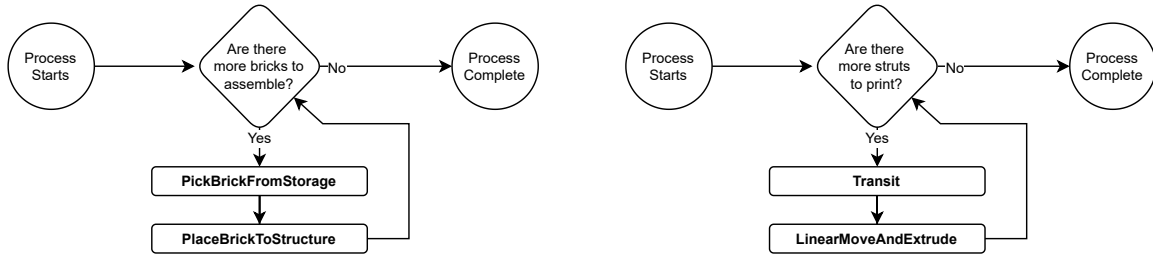 Process
Starts
Are there
more bricks to
assemble?
No
Process
Complete
Yes
PickBrickFromStorage
PlaceBrickToStructure
Process
Starts
Are there
more struts
to print?
No
Process
Complete
Yes
Transit
LinearMoveAndExtrude